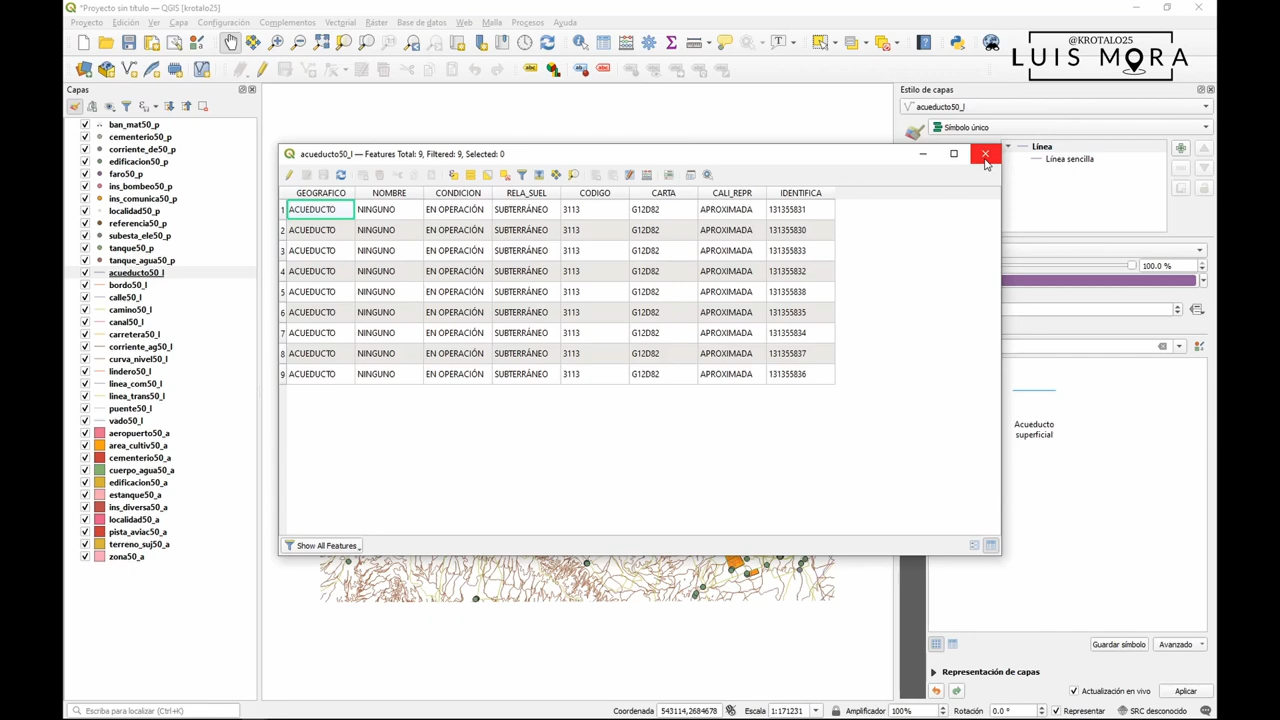 *Proyecto sin título — QGIS [krotalo25]
Proyecto Edición Ver Capa Configuración Complementos Vectorial Ráster Base de datos Web Malla Procesos Ayuda
@KROTALO25
LUIS MORA
Capas
ban_mat50_p
cementerio50_p
corriente_de50_p
edificacion50_p
faro50_p
ins_bombeo50_p
ins_comunica50_p
localidad50_p
referencia50_p
subesta_ele50_p
tanque50_p
tanque_agua50_p
acueducto50_l
bordo50_l
calle50_l
camino50_l
canal50_l
carretera50_l
corriente_ag50_l
curva_nivel50_l
lindero50_l
linea_com50_l
linea_trans50_l
puente50_l
vado50_l
aeropuerto50_a
area_cultiv50_a
cementerio50_a
cuerpo_agua50_a
edificacion50_a
estanque50_a
ins_diversa50_a
localidad50_a
pista_aviac50_a
terreno_suj50_a
zona50_a
acueducto50_l — Features Total: 9, Filtered: 9, Selected: 0
GEOGRAFICO NOMBRE CONDICION RELA_SUEL CODIGO CARTA CALI_REPR IDENTIFICA
1 ACUEDUCTO NINGUNO EN OPERACIÓN SUBTERRÁNEO 3113 G12D82 APROXIMADA 131355831
2 ACUEDUCTO NINGUNO EN OPERACIÓN SUBTERRÁNEO 3113 G12D82 APROXIMADA 131355830
3 ACUEDUCTO NINGUNO EN OPERACIÓN SUBTERRÁNEO 3113 G12D82 APROXIMADA 131355833
4 ACUEDUCTO NINGUNO EN OPERACIÓN SUBTERRÁNEO 3113 G12D82 APROXIMADA 131355832
5 ACUEDUCTO NINGUNO EN OPERACIÓN SUBTERRÁNEO 3113 G12D82 APROXIMADA 131355838
6 ACUEDUCTO NINGUNO EN OPERACIÓN SUBTERRÁNEO 3113 G12D82 APROXIMADA 131355835
7 ACUEDUCTO NINGUNO EN OPERACIÓN SUBTERRÁNEO 3113 G12D82 APROXIMADA 131355834
8 ACUEDUCTO NINGUNO EN OPERACIÓN SUBTERRÁNEO 3113 G12D82 APROXIMADA 131355837
9 ACUEDUCTO NINGUNO EN OPERACIÓN SUBTERRÁNEO 3113 G12D82 APROXIMADA 131355836
Show All Features
Estilo de capas
acueducto50_l
Símbolo único
Línea
Línea sencilla
100.0 %
Acueducto
superficial
Guardar símbolo Avanzado
Representación de capas
Actualización en vivo Aplicar
Escriba para localizar (Ctrl+K) Coordenada 543114,2684678 Escala 1:171231 Amplificador 100% Rotación 0.0 ° Representar SRC desconocido